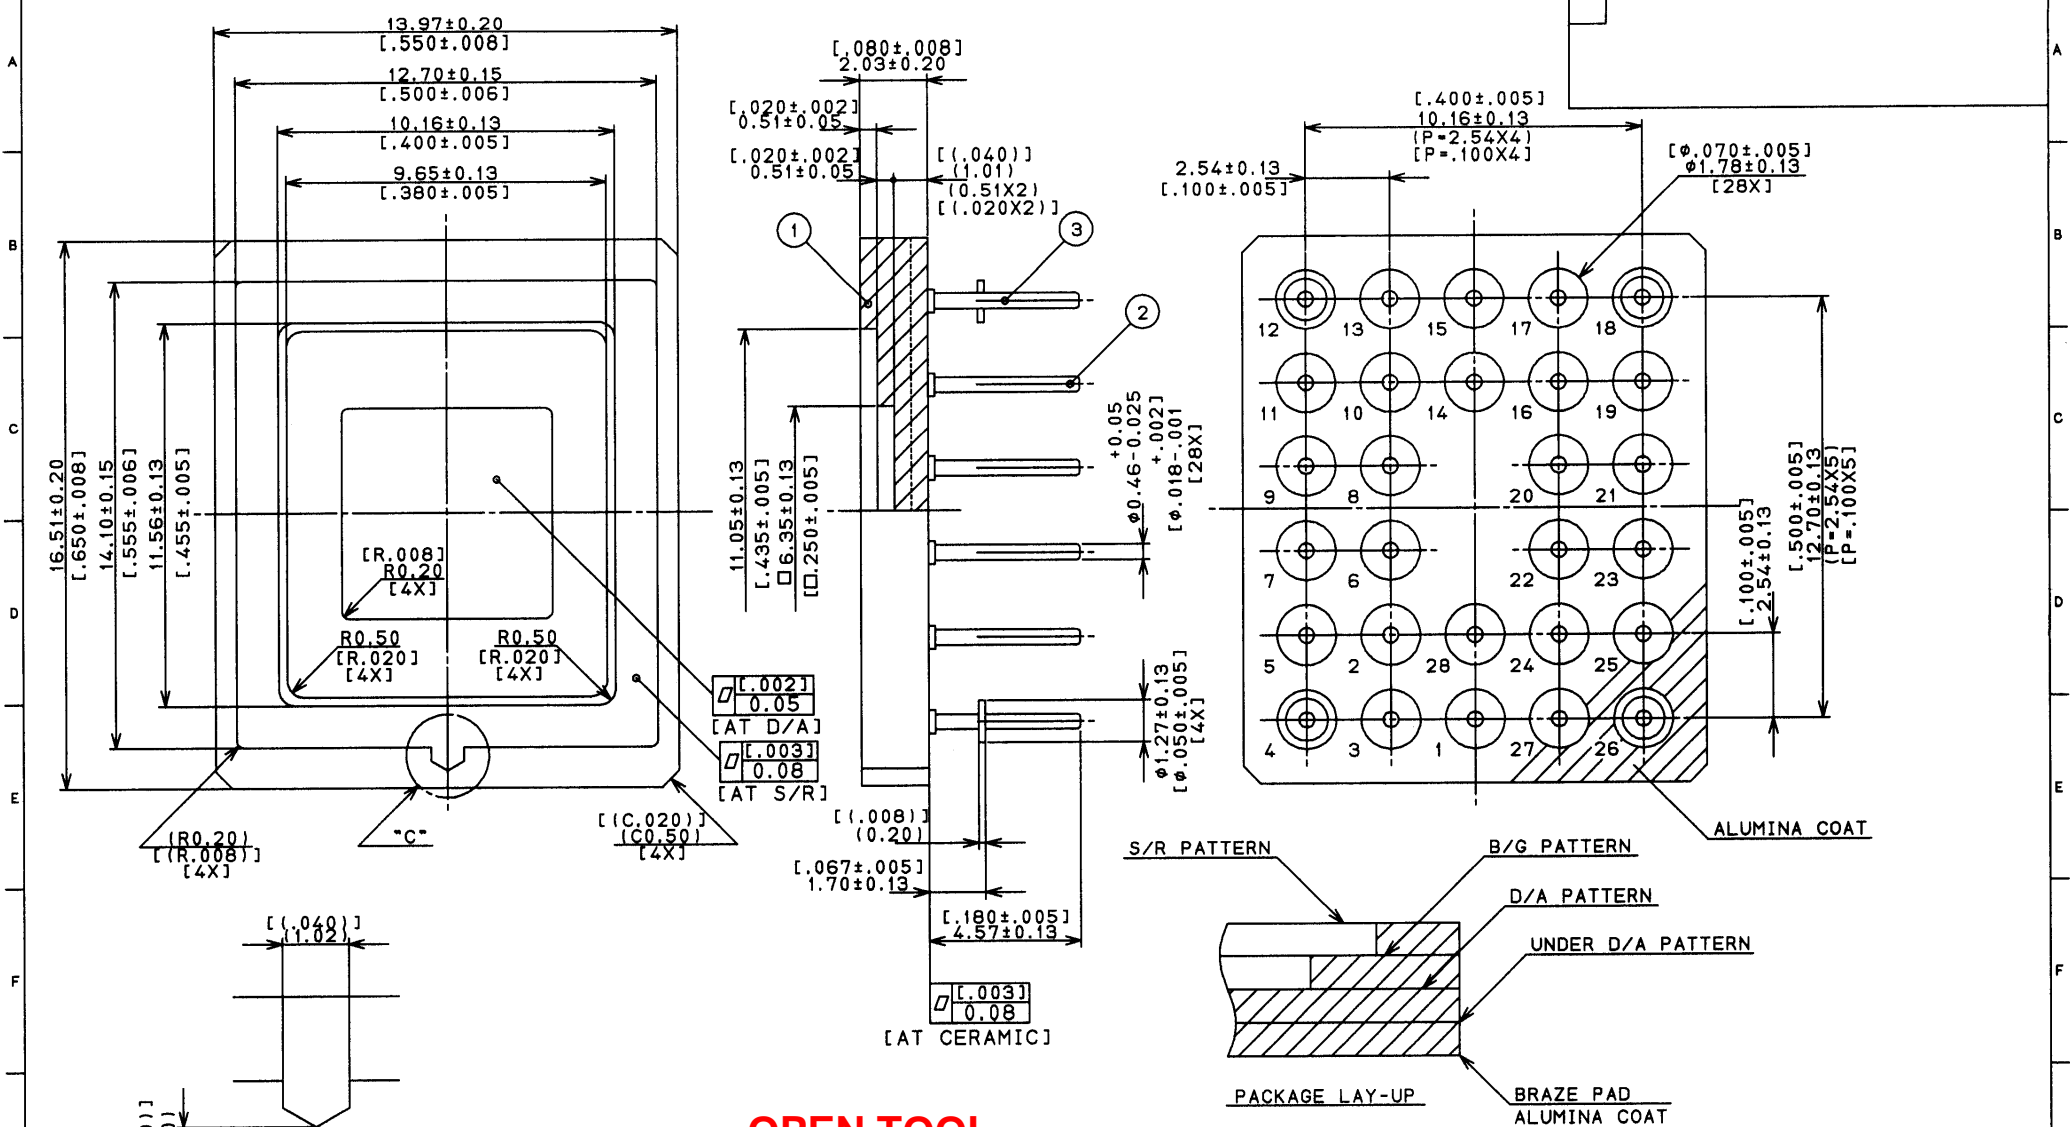 A
B
C
D
E
F
13.97±0.20
[.550±.008]
12.70±0.15
[.500±.006]
10.16±0.13
[.400±.005]
9.65±0.13
[.380±.005]
16.51±0.20
[.650±.008]
14.10±0.15
[.555±.006]
11.56±0.13
[.455±.005]
[R.008]
R0.20
[4X]
R0.50
[R.020]
[4X]
R0.50
[R.020]
[4X]
(R0.20)
[(R.008)]
[4X]
"C"
[(C.020)]
(C0.50)
[4X]
[.002]
0.05
[AT D/A]
[.003]
0.08
[AT S/R]
[.080±.008]
2.03±0.20
[.020±.002]
0.51±0.05
[.020±.002]
0.51±0.05
[(.040)]
(1.01)
(0.51X2)
[(.020X2)]
1
3
2
11.05±0.13
[.435±.005]
□6.35±0.13
[□.250±.005]
+0.05
φ0.46-0.025
+.002]
[φ.018-.001
[28X]
φ1.27±0.13
[φ.050±.005]
[4X]
[(.008)]
(0.20)
[.067±.005]
1.70±0.13
[.180±.005]
4.57±0.13
[.003]
0.08
[AT CERAMIC]
[.400±.005]
10.16±0.13
(P=2.54X4)
[P=.100X4]
2.54±0.13
[.100±.005]
[φ.070±.005]
φ1.78±0.13
[28X]
12 13 15 17 18
11 10 14 16 19
9 8 20 21
7 6 22 23
5 2 28 24 25
4 3 1 27 26
[.100±.005]
2.54±0.13
[.500±.005]
12.70±0.13
(P=2.54X5)
[P=.100X5]
ALUMINA COAT
S/R PATTERN
B/G PATTERN
D/A PATTERN
UNDER D/A PATTERN
BRAZE PAD
ALUMINA COAT
PACKAGE LAY-UP
[(.040)]
(1.02)
OPEN TOOL
A
B
C
D
E
F